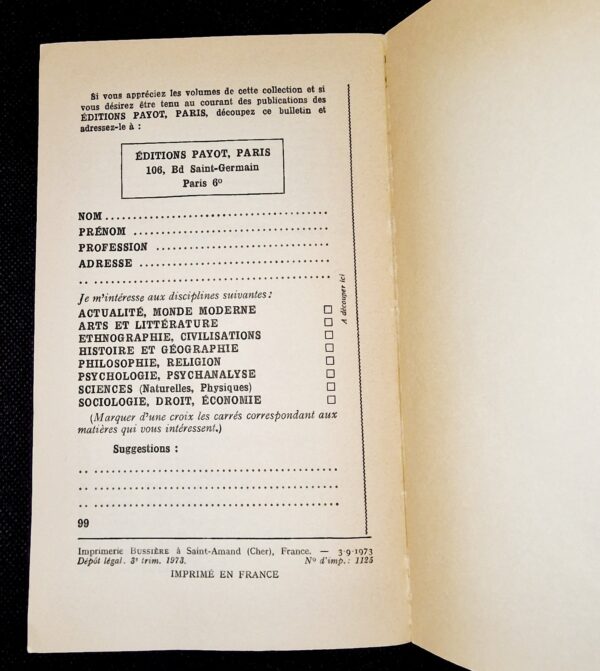 Si vous appréciez les volumes de cette collection et si
vous désirez être tenu au courant des publications des
ÉDITIONS PAYOT, PARIS, découpez ce bulletin et
adressez-le à :
ÉDITIONS PAYOT, PARIS
106, Bd Saint-Germain
Paris 6º
NOM ........................................
PRÉNOM ...................................
PROFESSION ..............................
ADRESSE .................................
.. ........................................
Je m'intéresse aux disciplines suivantes :
ACTUALITÉ, MONDE MODERNE □
ARTS ET LITTÉRATURE □
ETHNOGRAPHIE, CIVILISATIONS □
HISTOIRE ET GÉOGRAPHIE □
PHILOSOPHIE, RELIGION □
PSYCHOLOGIE, PSYCHANALYSE □
SCIENCES (Naturelles, Physiques) □
SOCIOLOGIE, DROIT, ÉCONOMIE □
(Marquer d'une croix les carrés correspondant aux
matières qui vous intéressent.)
Suggestions :
.. ........................................
.. ........................................
.. ........................................
99
A découper ici
Imprimerie BUSSIÈRE à Saint-Amand (Cher), France. — 3-9-1973
Dépôt légal. 3e trim. 1973. Nº d'imp. : 1125
IMPRIMÉ EN FRANCE